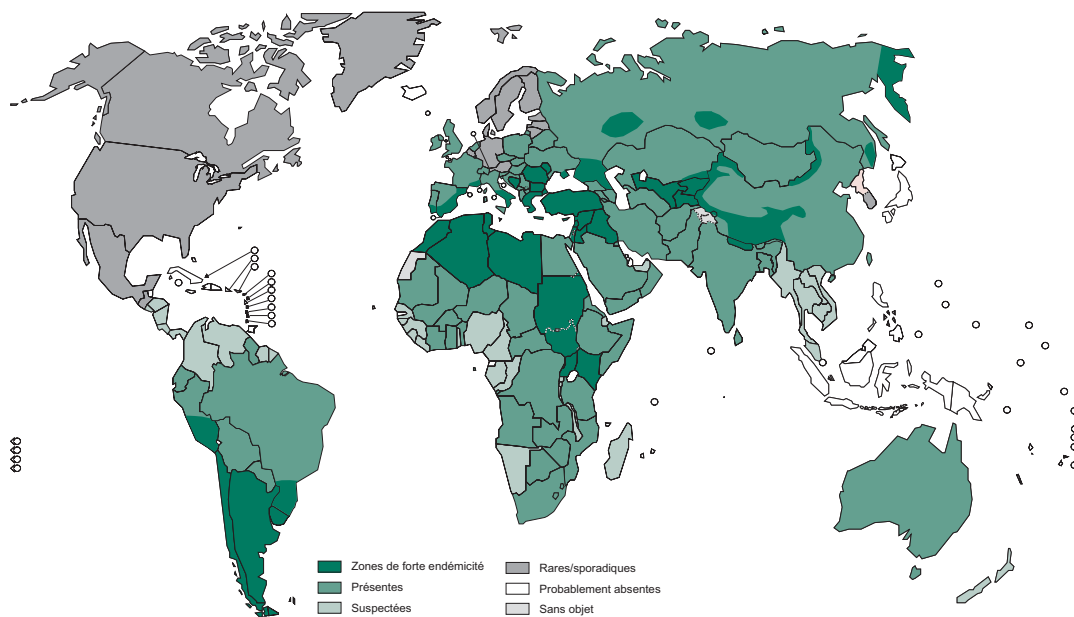 Zones de forte endémicité
Présentes
Suspectées
Rares/sporadiques
Probablement absentes
Sans objet